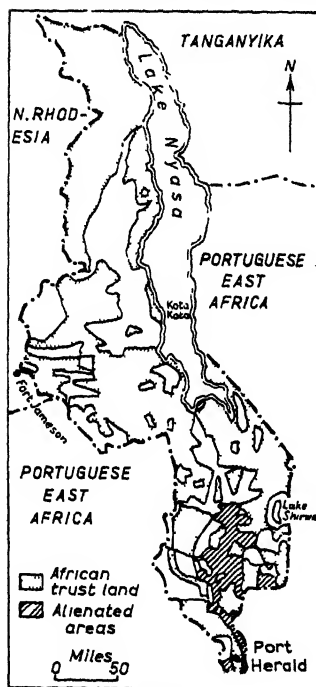 TANGANYIKA
N
N. RHOD-
ESIA
Lake Nyasa
PORTUGUESE
EAST
AFRICA
Kota
Kota
Fort Jameson
PORTUGUESE
EAST
AFRICA
Lake
Shirwa
African
trust land
Alienated
areas
Miles
0 50
Port
Herald